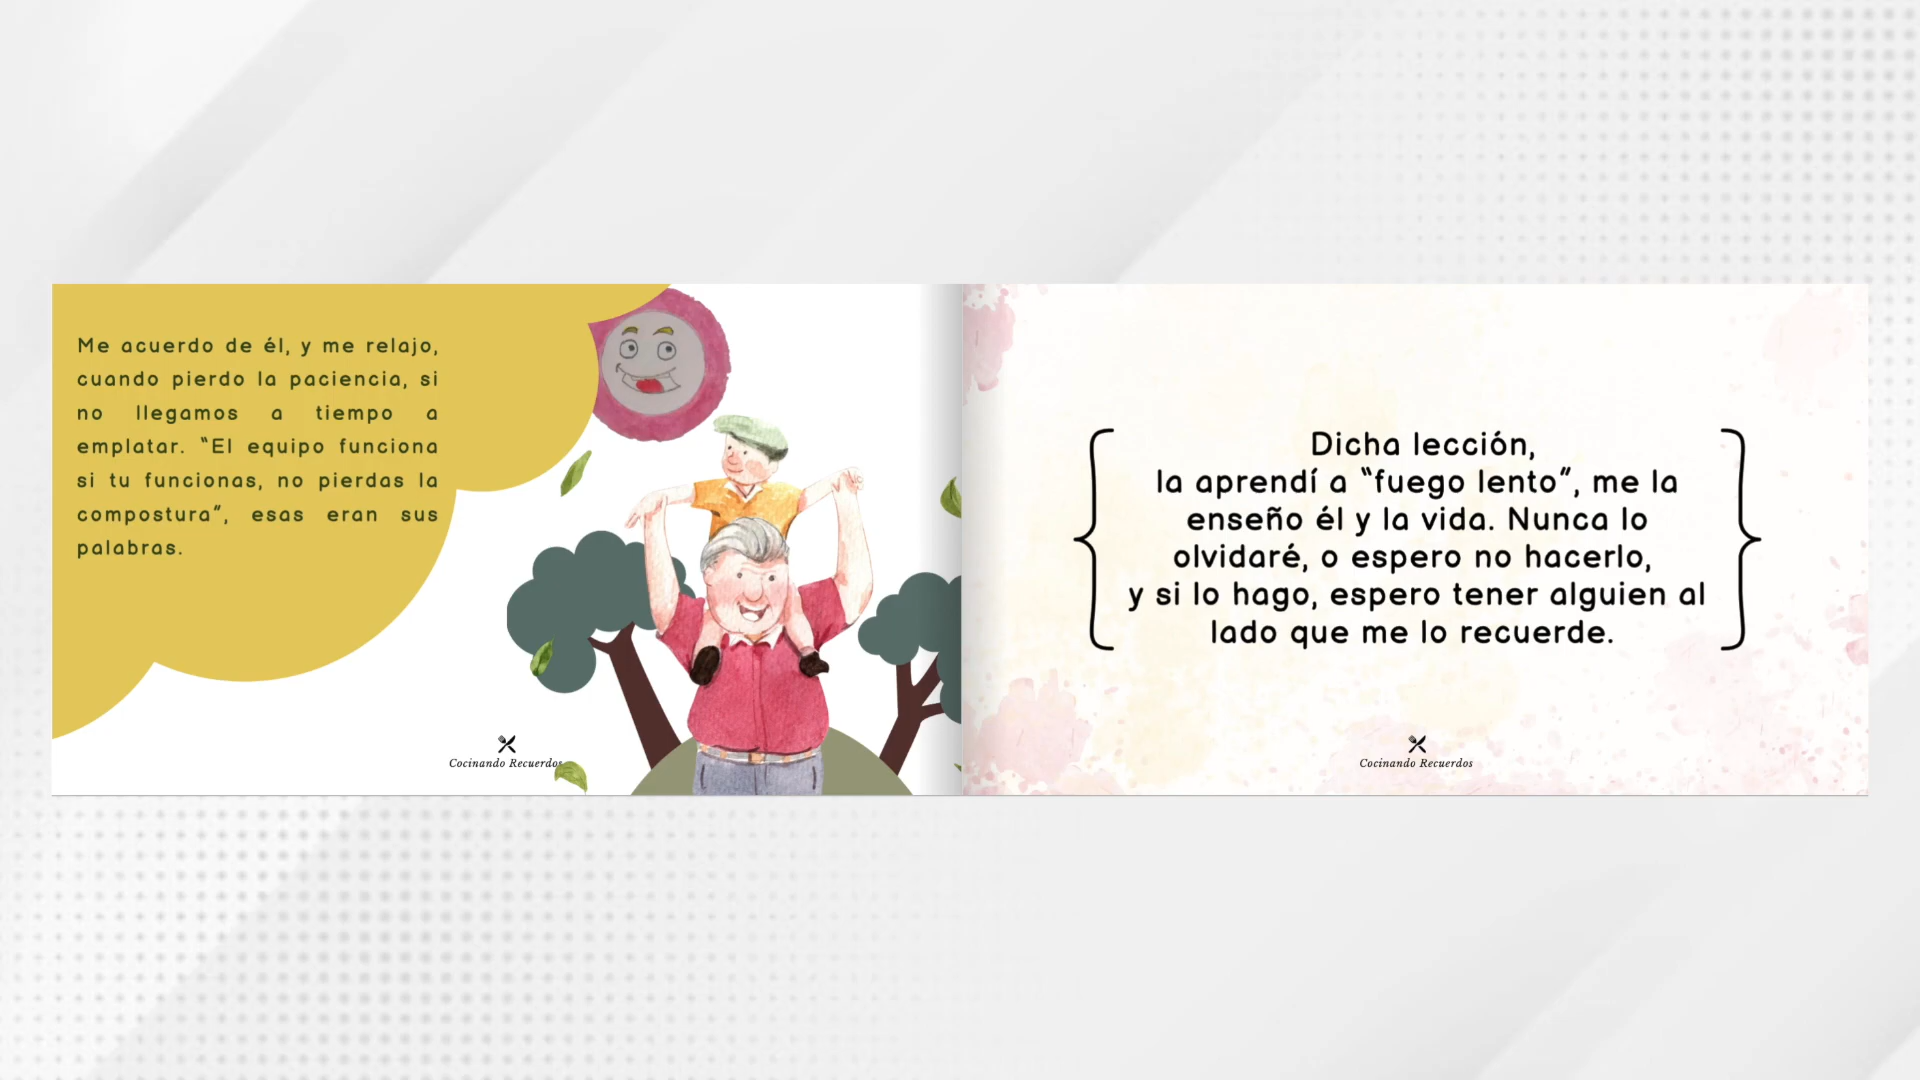 Me acuerdo de él, y me relajo,
cuando pierdo la paciencia, si
no llegamos a tiempo a
emplatar. “El equipo funciona
si tu funcionas, no pierdas la
compostura”, esas eran sus
palabras.
Cocinando Recuerdos
Dicha lección,
la aprendí a “fuego lento”, me la
enseño él y la vida. Nunca lo
olvidaré, o espero no hacerlo,
y si lo hago, espero tener alguien al
lado que me lo recuerde.
Cocinando Recuerdos